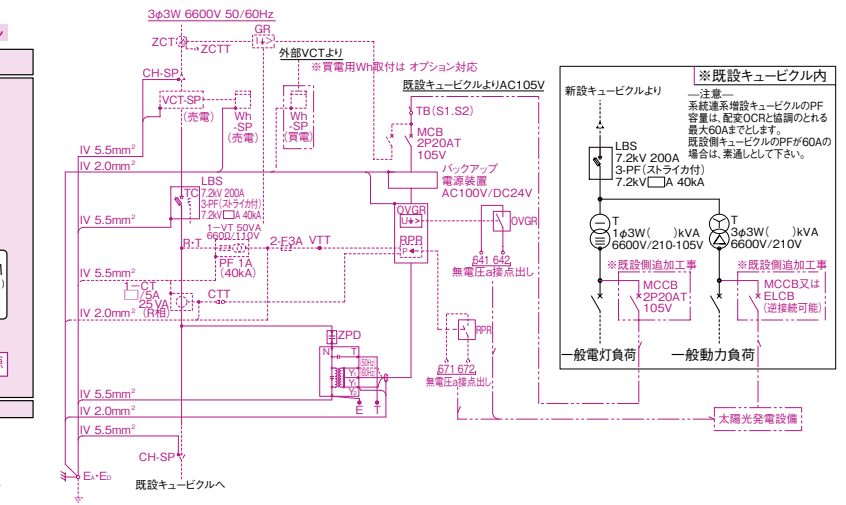 3φ3W 6600V 50/60Hz
GR
I⏚>
ZCT
ZCTT
外部VCTより
※買電用Wh取付は オプション対応
CH-SP
VCT-SP
(売電)
Wh
-SP
(売電)
Wh
-SP
(買電)
既設キュービクルよりAC105V
TB(S1.S2)
MCB
2P20AT
105V
IV 5.5mm²
IV 2.0mm²
バックアップ
電源装置
AC100V/DC24V
LBS
7.2kV 200A
3-PF(ストライカ付)
7.2kV□A 40kA
TC
IV 5.5mm²
1-VT 50VA
6600/110V
R・T
PF 1A
(40kA)
2-F3A VTT
OVGR
U⏚>
RPR
P←
OVGR
641 642
無電圧a接点出し
IV 5.5mm²
1-CT
□/5A
25VA
(R相)
CTT
IV 2.0mm²
ZPD
N
T
Y₁
Y₁
Y₂
50Hz
60Hz
E T
RPR
671 672
無電圧a接点出し
IV 5.5mm²
IV 2.0mm²
IV 5.5mm²
CH-SP
EA・ED
既設キュービクルへ
太陽光発電設備
※既設キュービクル内
新設キュービクルより
―注意―
系統連系増設キュービクルのPF
容量は、配変OCRと協調のとれる
最大60Aまでとします。
既設側キュービクルのPFが60Aの
場合は、素通しとして下さい。
LBS
7.2kV 200A
3-PF(ストライカ付)
7.2kV□A 40kA
T
1φ3W( )kVA
6600V/210-105V
T
3φ3W( )kVA
6600V/210V
※既設側追加工事
MCCB
2P20AT
105V
※既設側追加工事
MCCB又は
ELCB
(逆接続可能)
一般電灯負荷
一般動力負荷